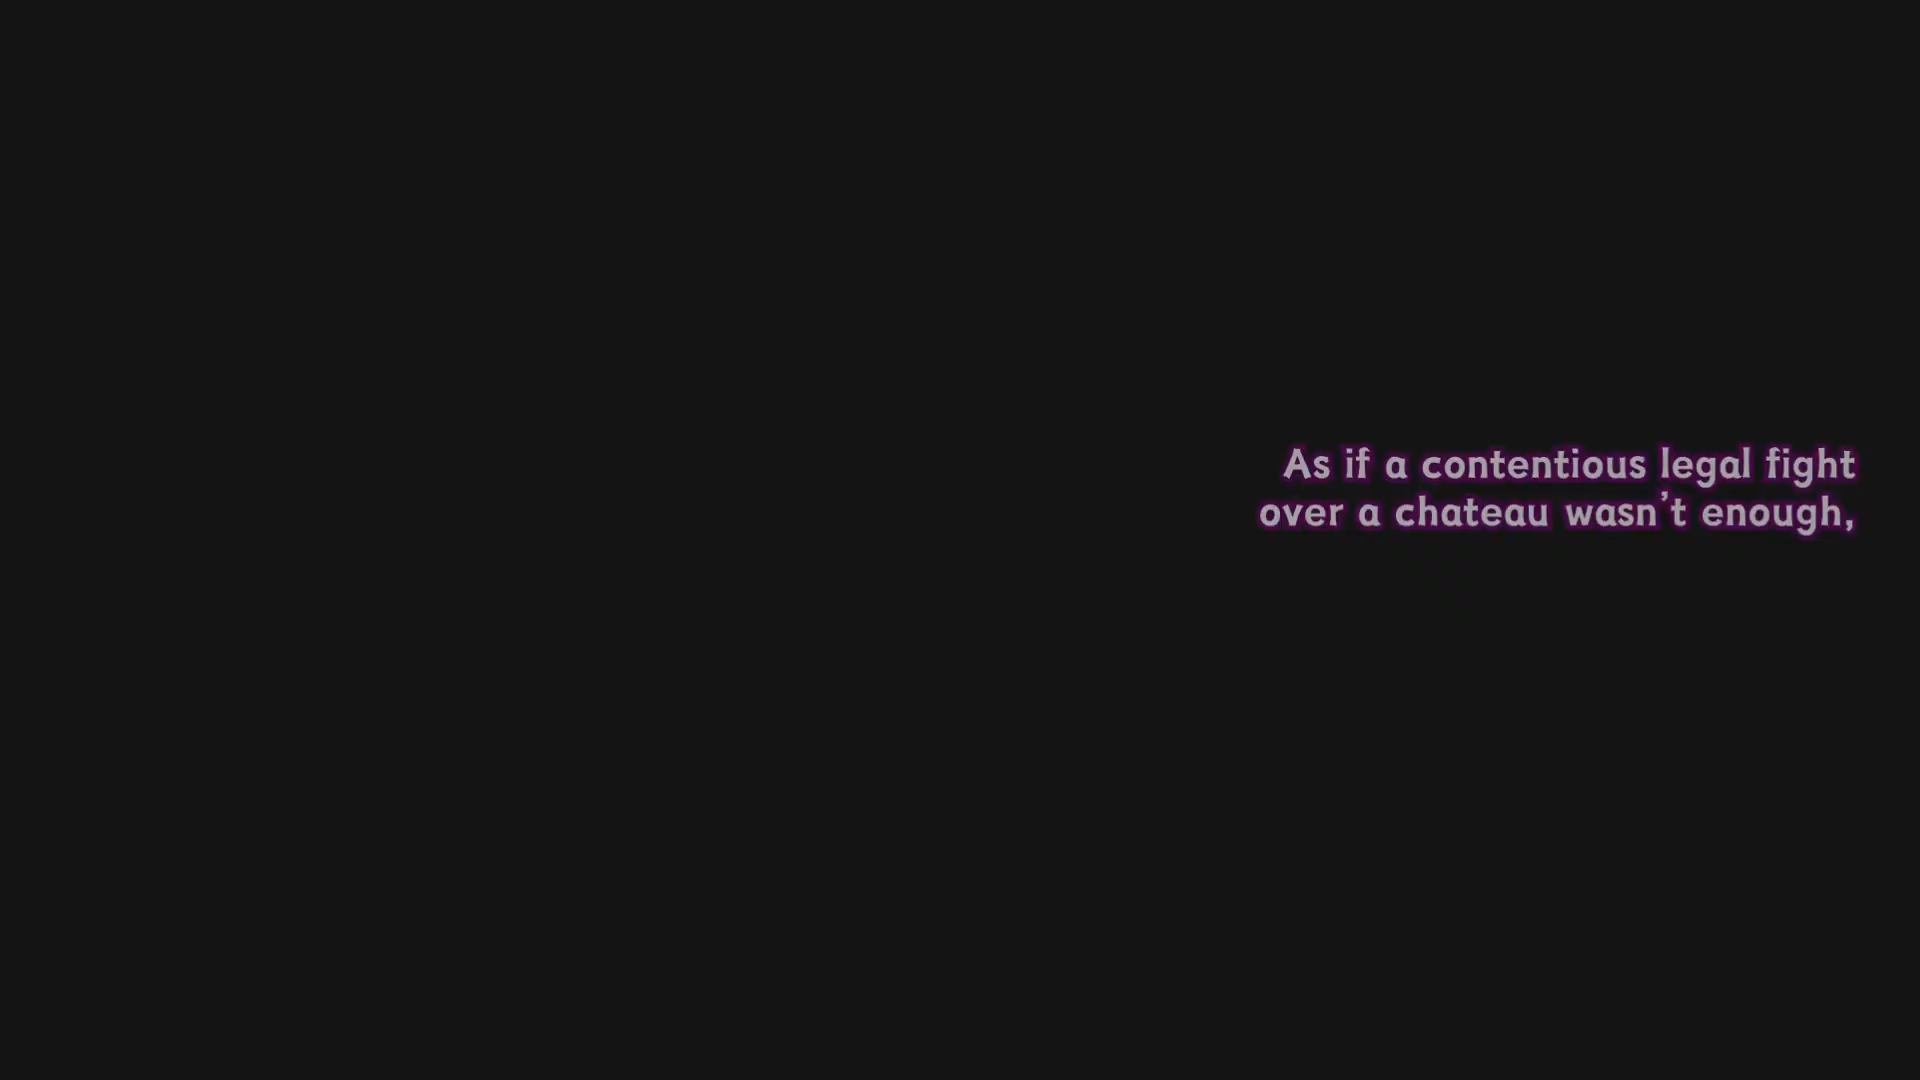 As if a contentious legal fight
over a chateau wasn’t enough,